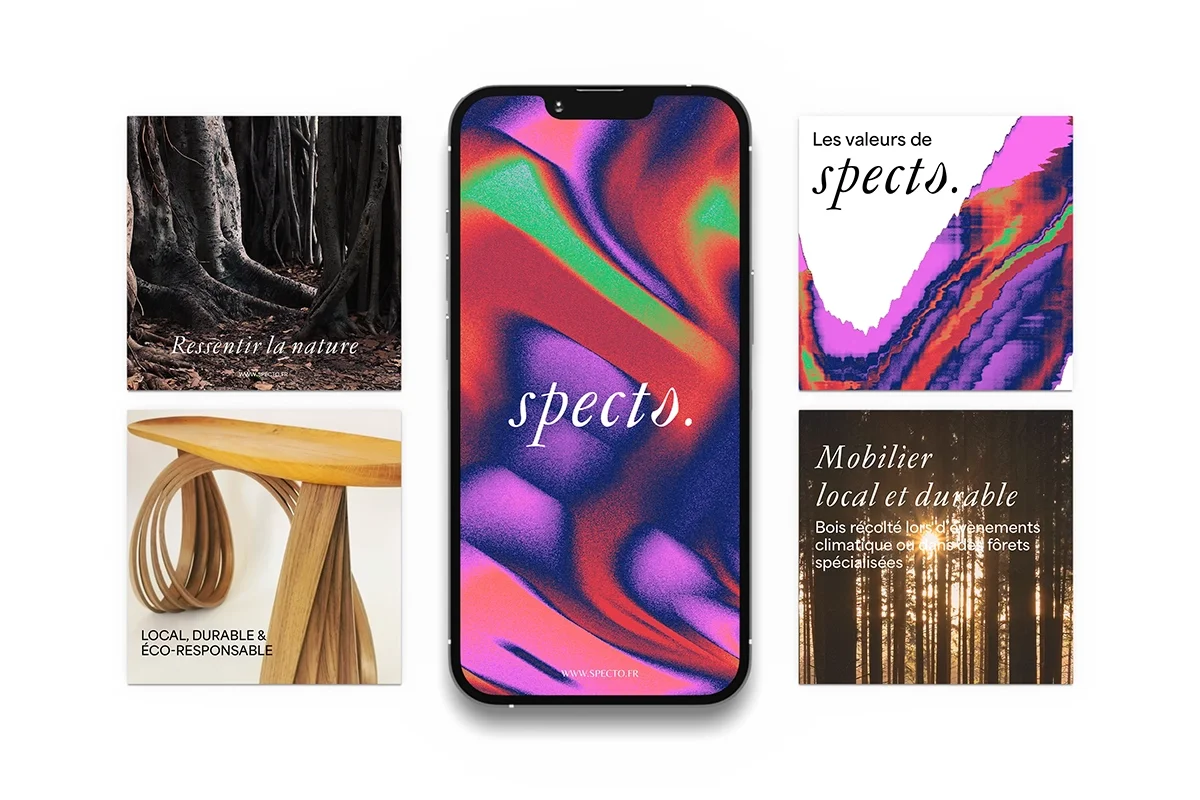 Ressentir la nature
WWW.SPECTO.FR
LOCAL, DURABLE &
ÉCO-RESPONSABLE
specto.
WWW.SPECTO.FR
Les valeurs de
specto.
Mobilier
local et durable
Bois récolté lors d'évènements
climatique ou dans des fôrets
spécialisées